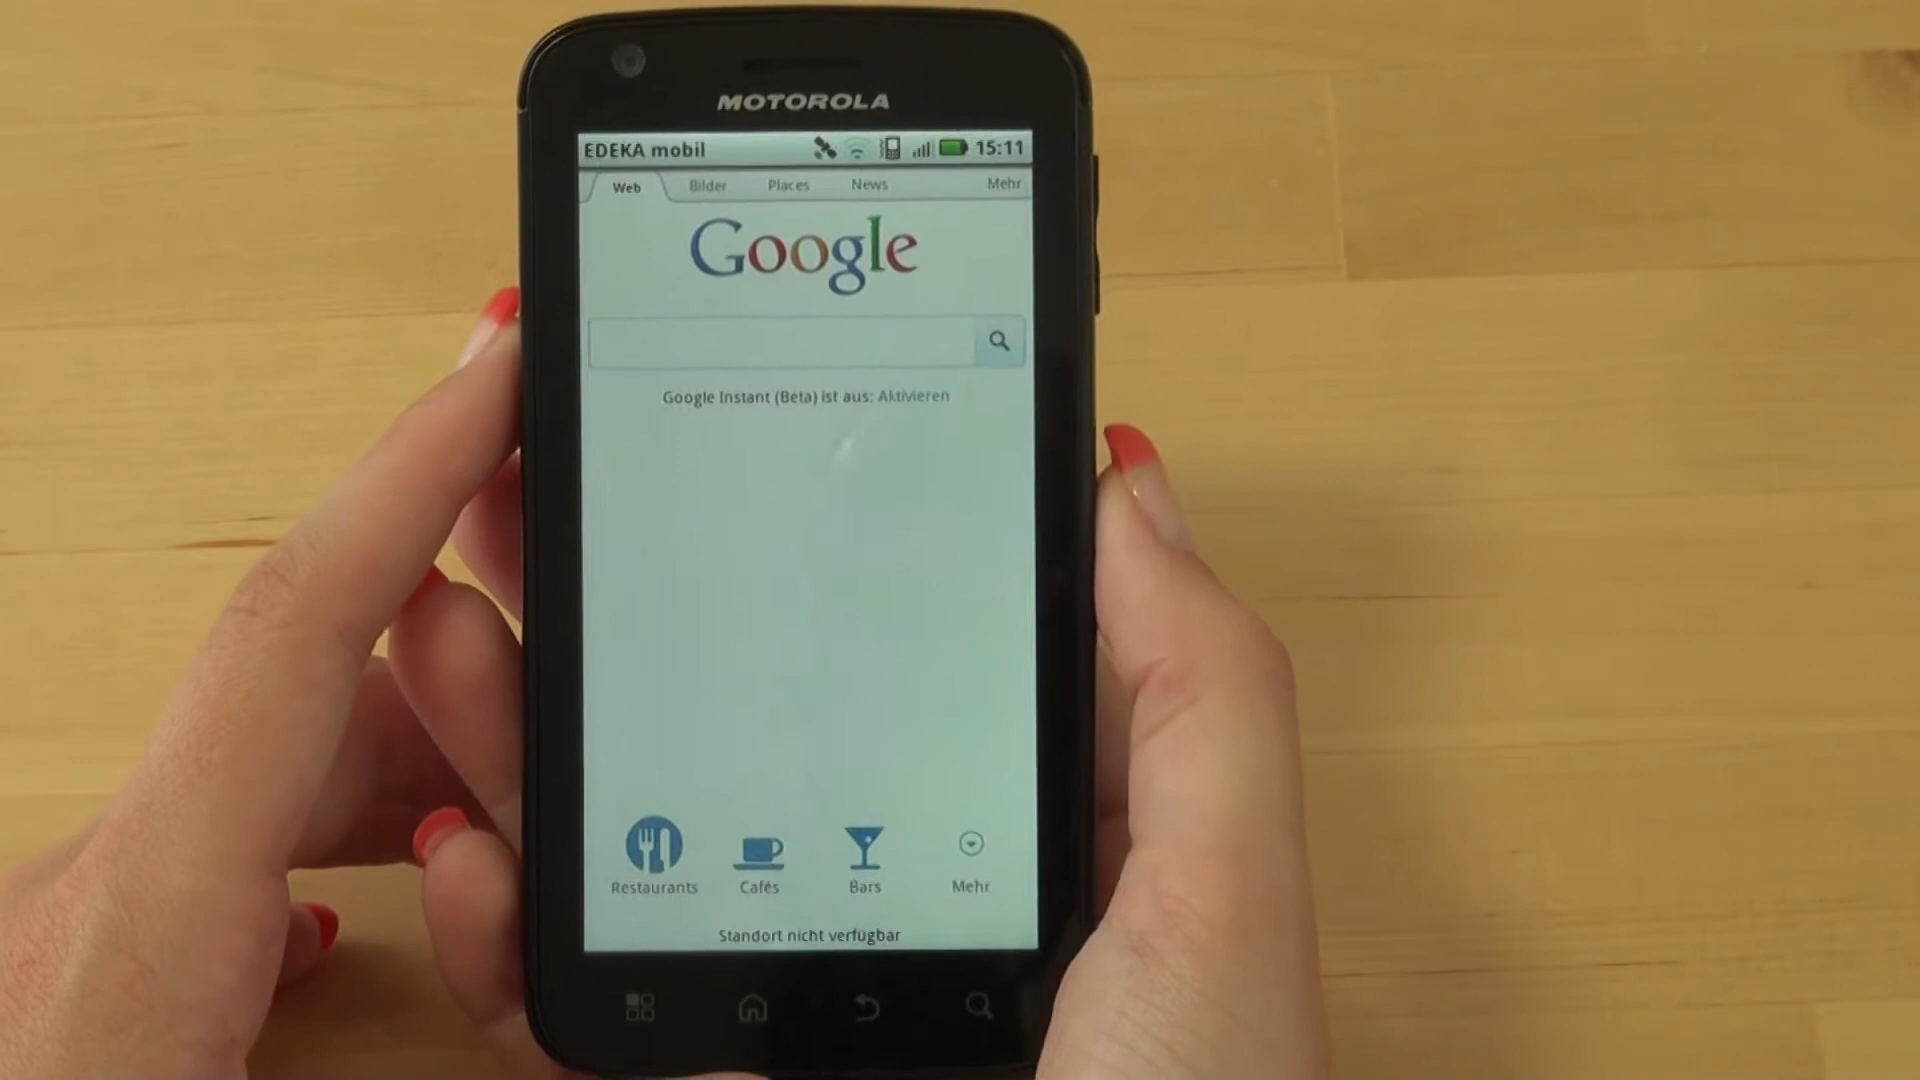 MOTOROLA
EDEKA mobil 15:11
Web Bilder Places News Mehr
Google
Google Instant (Beta) ist aus: Aktivieren
Restaurants Cafés Bars Mehr
Standort nicht verfügbar